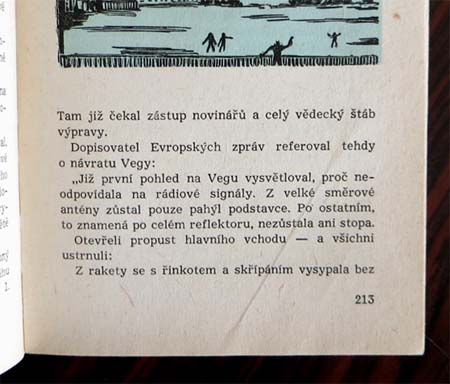 Tam již čekal zástup novinářů a celý vědecký štáb
výpravy.
Dopisovatel Evropských zpráv referoval tehdy
o návratu Vegy:
„Již první pohled na Vegu vysvětloval, proč ne-
odpovídala na rádiové signály. Z velké směrové
antény zůstal pouze pahýl podstavce. Po ostatním,
to znamená po celém reflektoru, nezůstala ani stopa.
Otevřeli propust hlavního vchodu — a všichni
ustrnuli:
Z rakety se s řinkotem a skřípáním vysypala bez
213